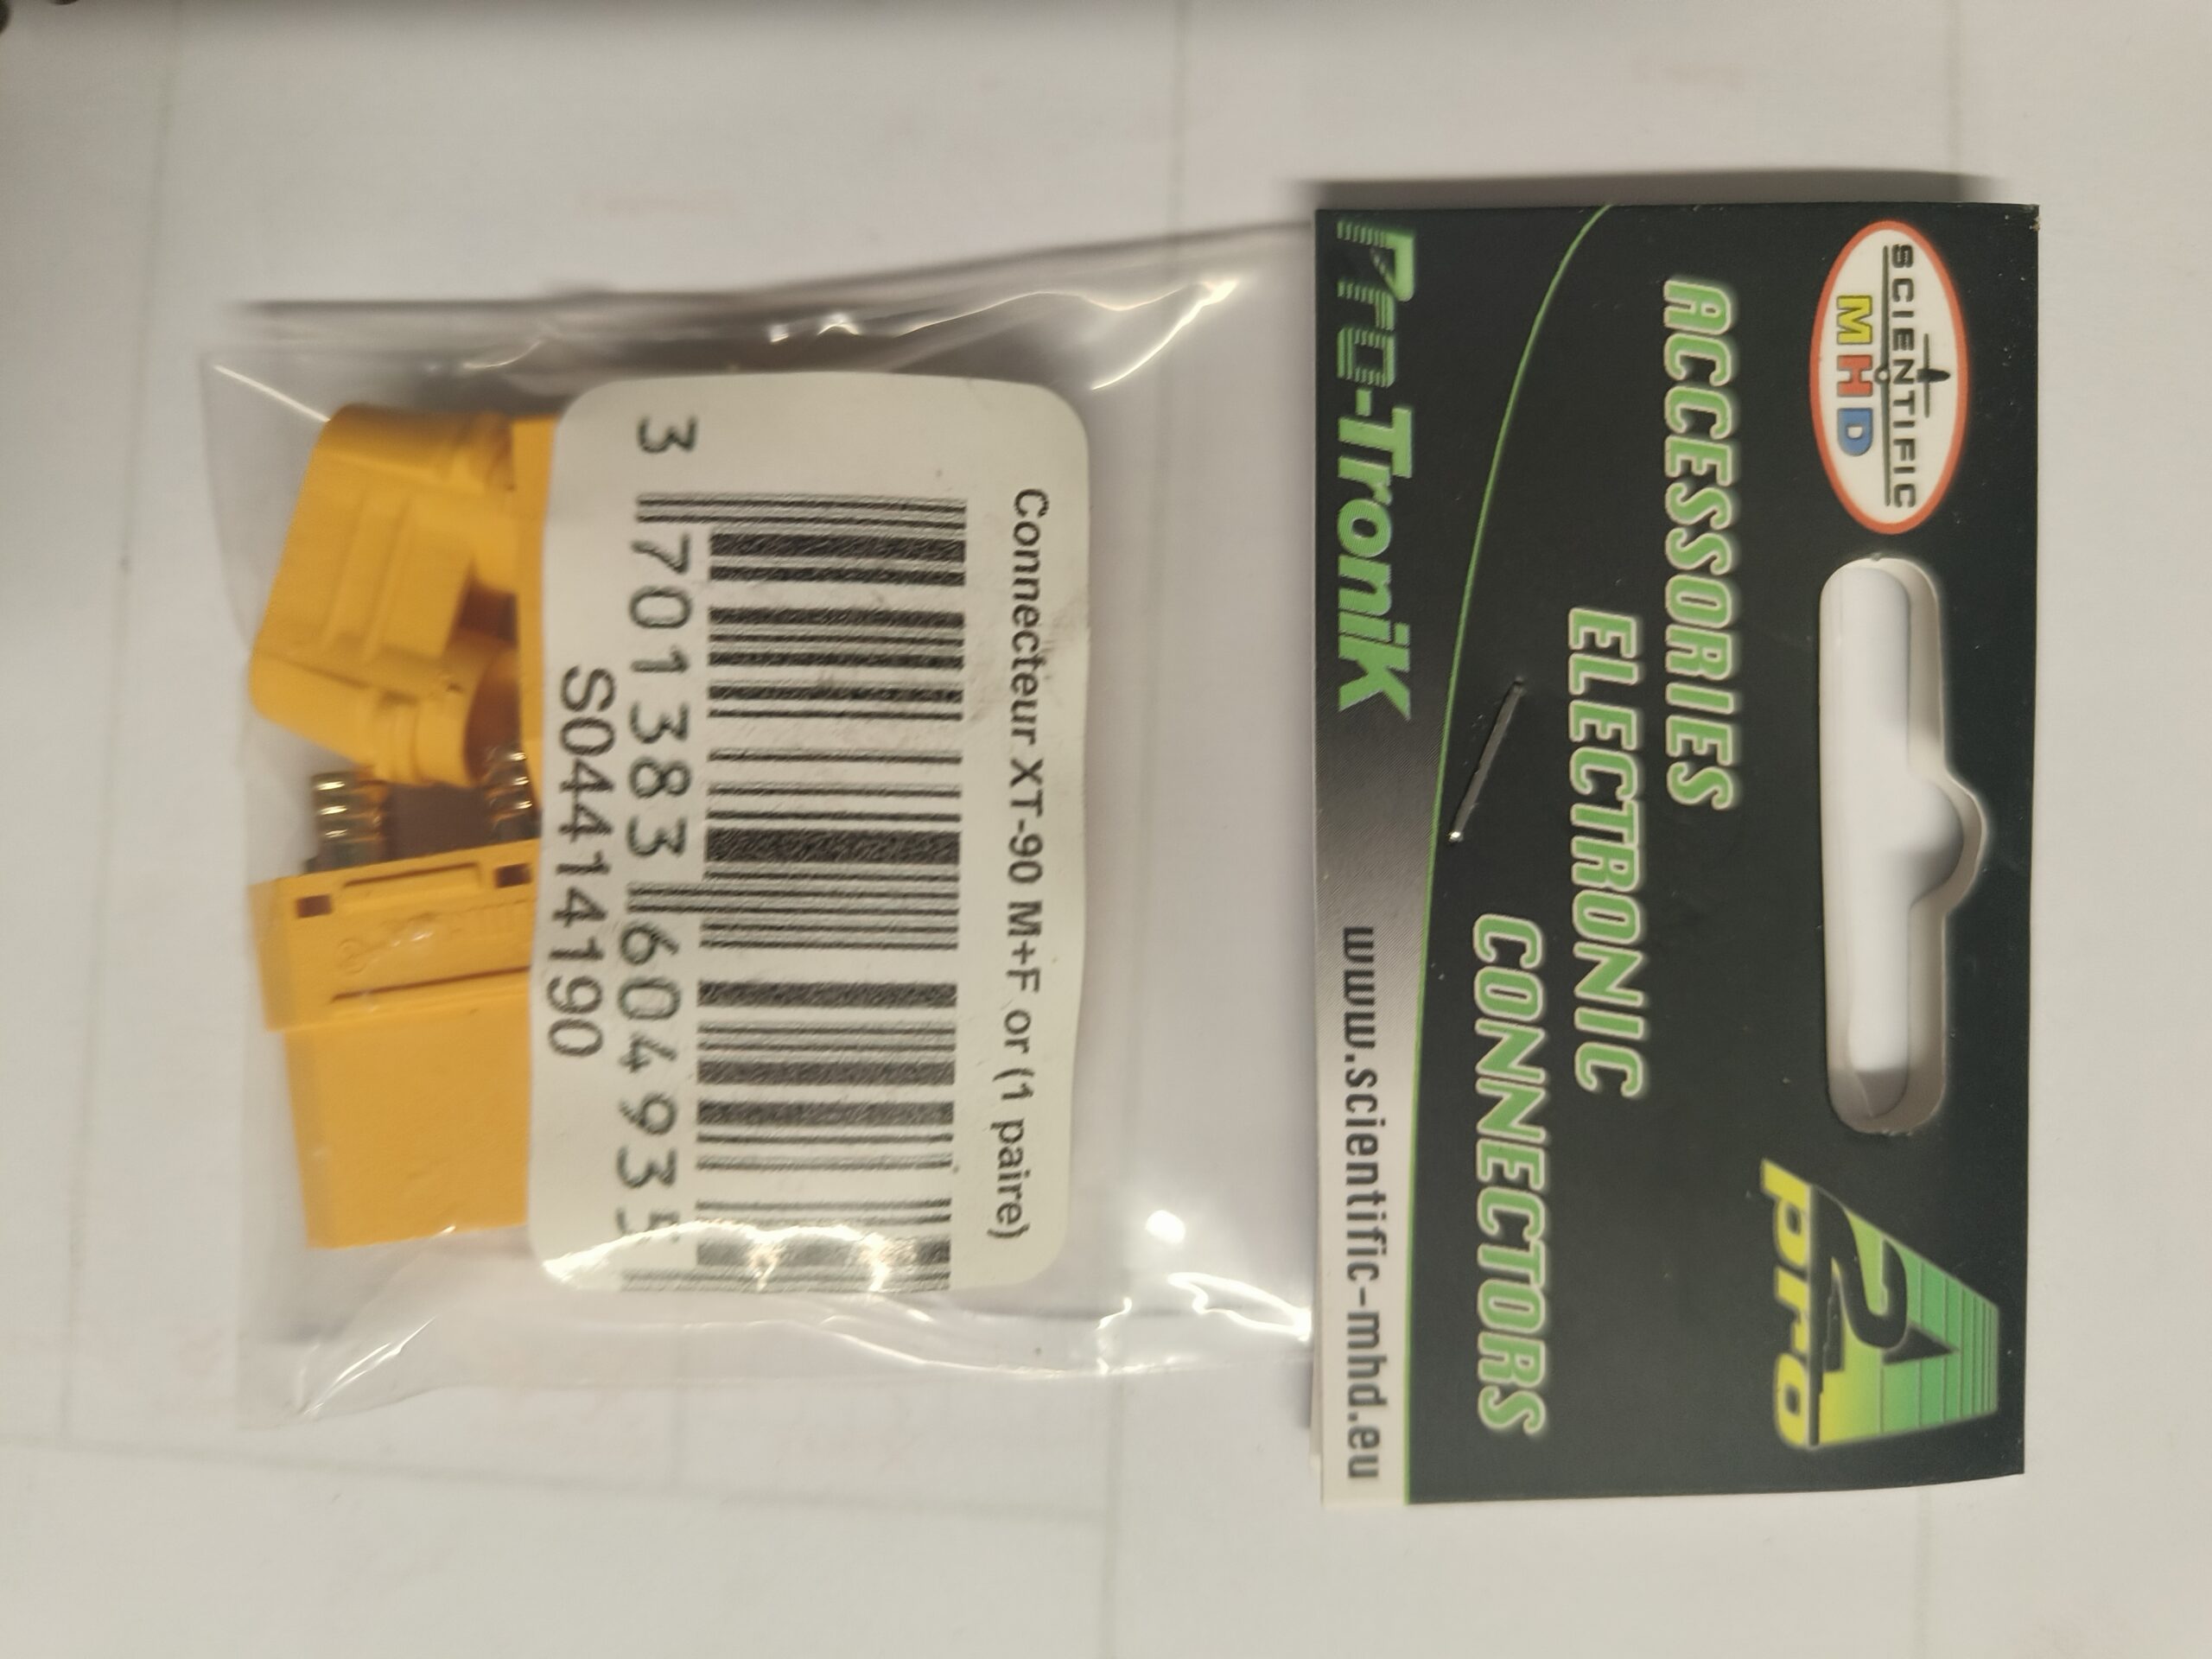 SCIENTIFIC
MHD
A2
pro
ACCESSORIES
ELECTRONIC
CONNECTORS
Pro-Tronik
www.scientific-mhd.eu
Connecteur XT-90 M+F or (1 paire)
3 701383 604935
S04414190